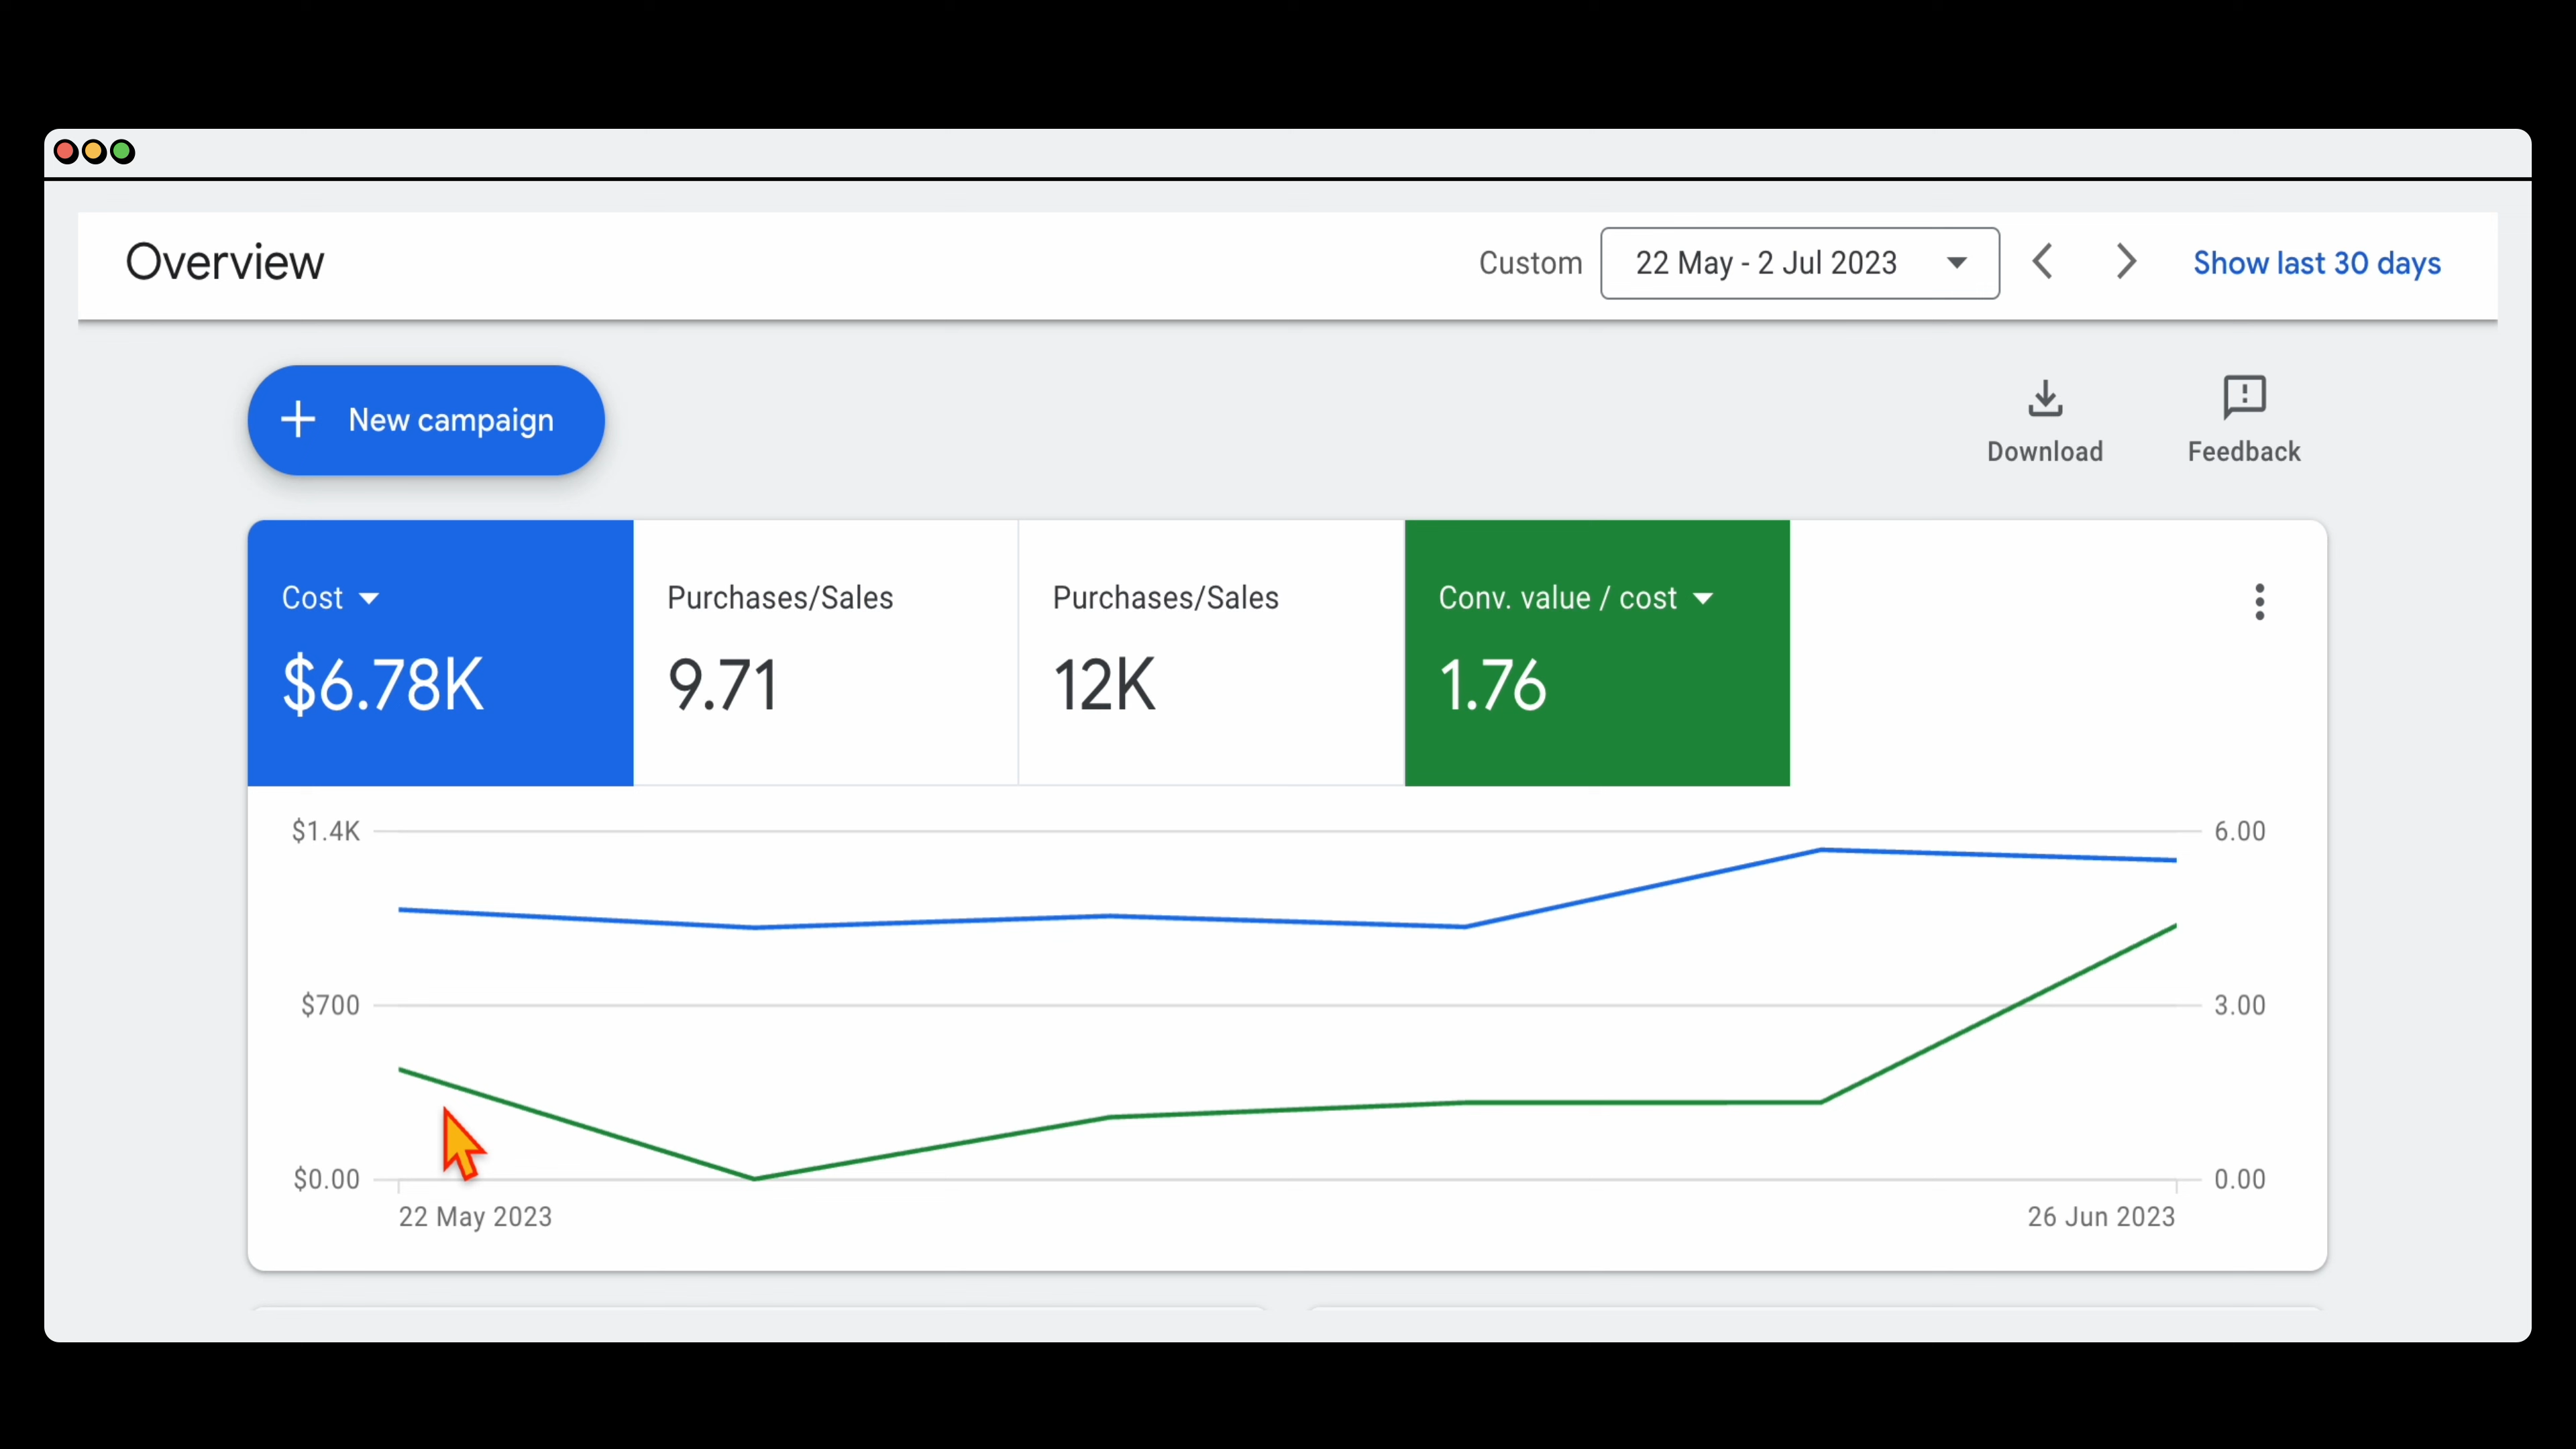 Overview
Custom
22 May - 2 Jul 2023
Show last 30 days
New campaign
Download
Feedback
Cost
$6.78K
Purchases/Sales
9.71
Purchases/Sales
12K
Conv. value / cost
1.76
$1.4K
6.00
$700
3.00
$0.00
0.00
22 May 2023
26 Jun 2023